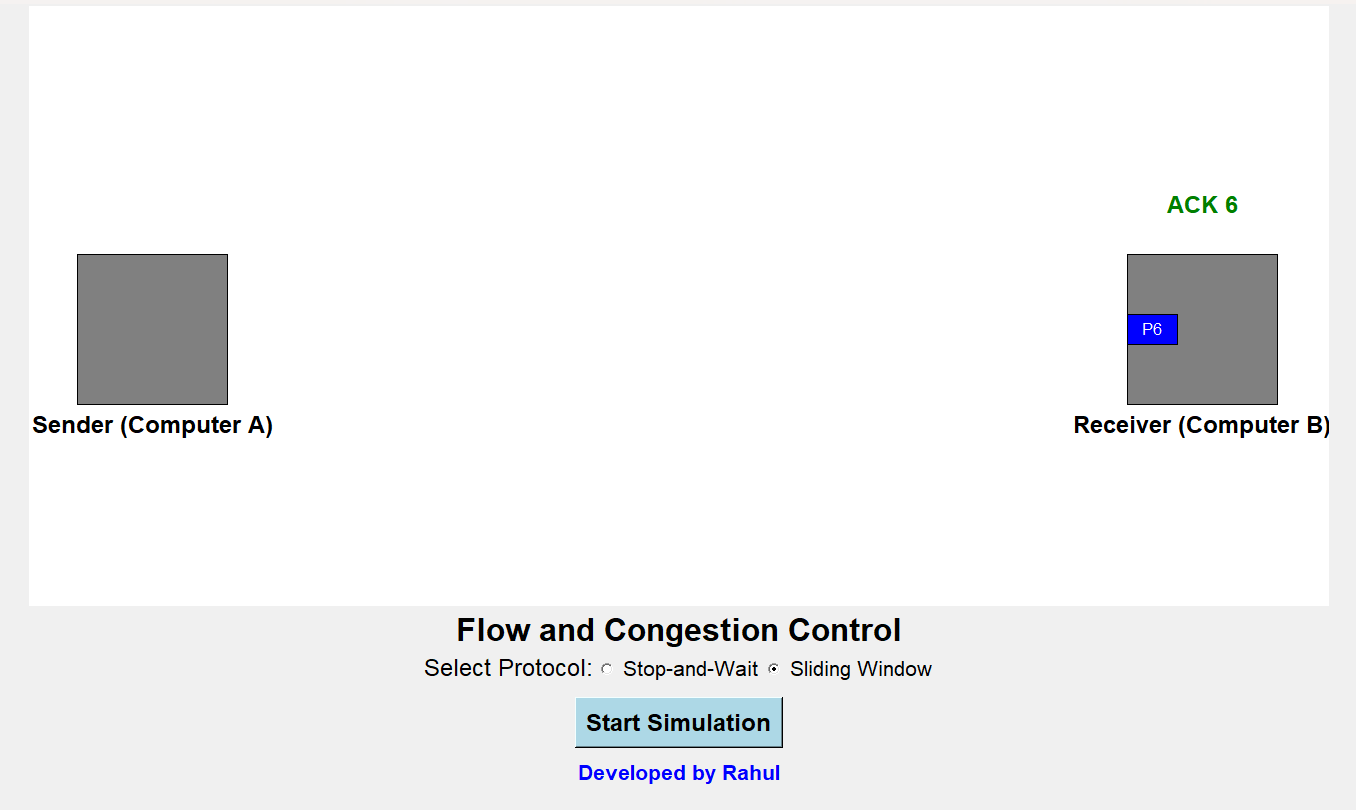 ACK 6
P6
Sender (Computer A)
Receiver (Computer B)
Flow and Congestion Control
Select Protocol: Stop-and-Wait Sliding Window
Start Simulation
Developed by Rahul